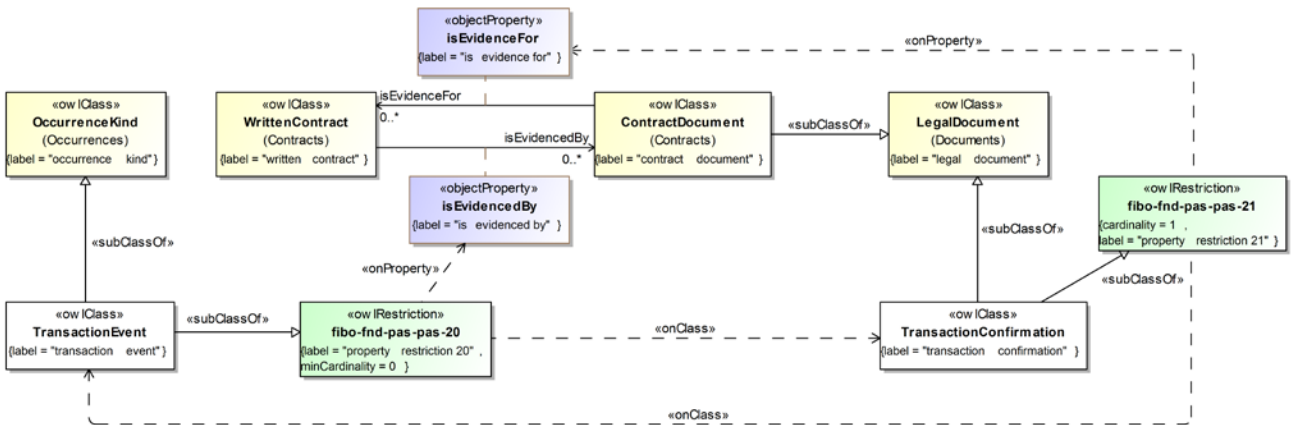 «objectProperty»
isEvidenceFor
{label = "is evidence for" }
«onProperty»
«owlClass»
OccurrenceKind
(Occurrences)
{label = "occurrence kind"}
«owlClass»
WrittenContract
(Contracts)
{label = "written contract" }
isEvidenceFor
0..*
isEvidencedBy
0..*
«owlClass»
ContractDocument
(Contracts)
{label = "contract document"}
«subClassOf»
«owlClass»
LegalDocument
(Documents)
{label = "legal document"}
«objectProperty»
isEvidencedBy
{label = "is evidenced by" }
«owlRestriction»
fibo-fnd-pas-pas-21
{cardinality = 1 ,
label = "property restriction 21" }
«subClassOf»
«onProperty»
«subClassOf»
«subClassOf»
«owlClass»
TransactionEvent
{label = "transaction event"}
«subClassOf»
«owlRestriction»
fibo-fnd-pas-pas-20
{label = "property restriction 20" ,
minCardinality = 0 }
«onClass»
«owlClass»
TransactionConfirmation
{label = "transaction confirmation" }
«onClass»